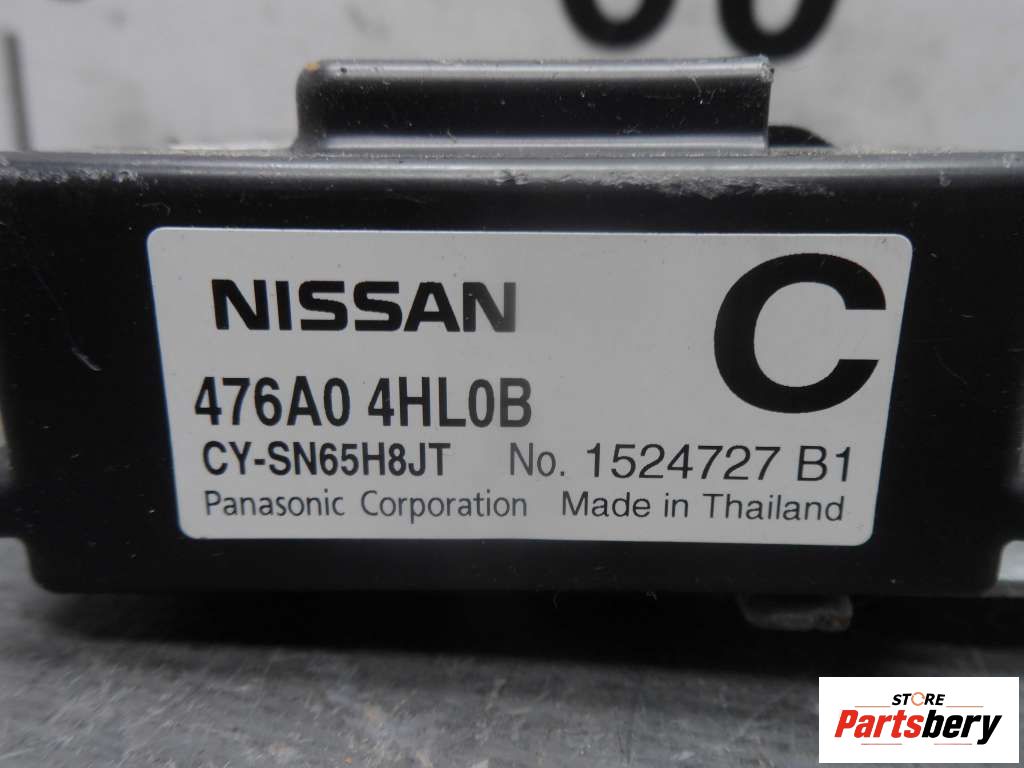 NISSAN
C
476A0 4HL0B
CY-SN65H8JT No. 1524727 B1
Panasonic Corporation Made in Thailand
STORE
Partsbery